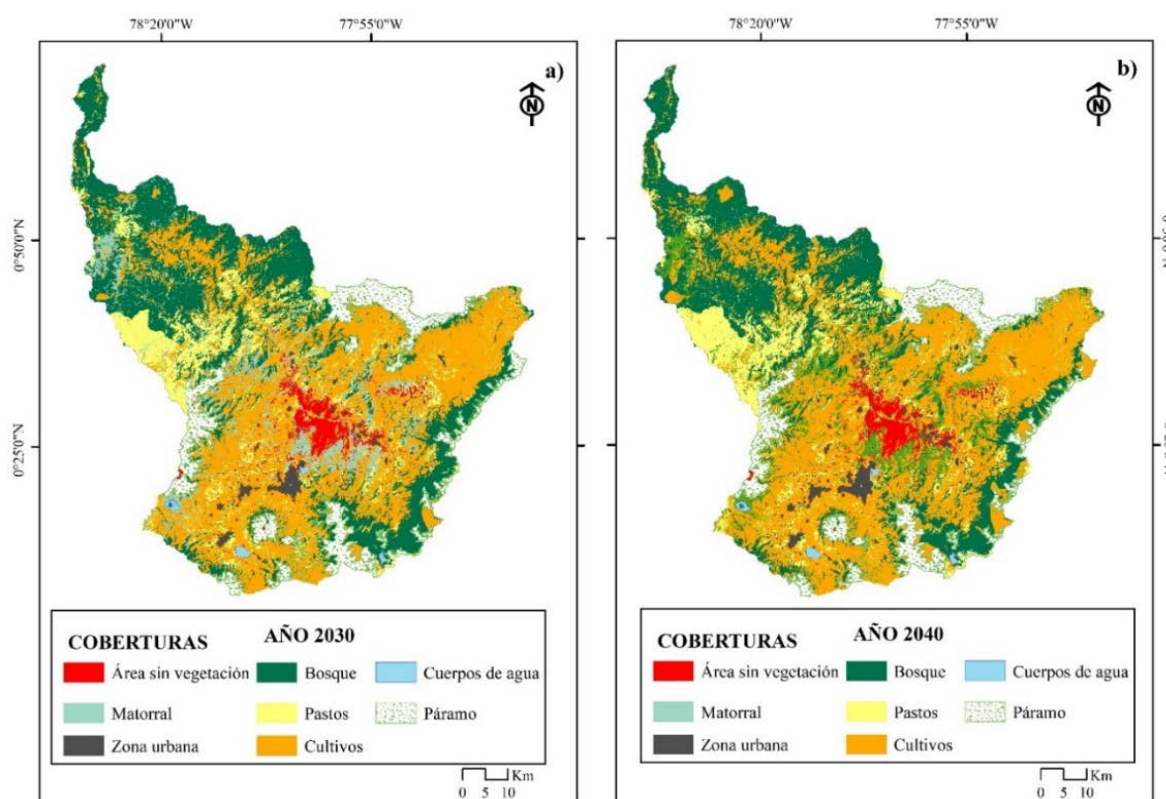 78°20'0"W 77°55'0"W
a)
N
0°50'0"N
0°25'0"N
COBERTURAS AÑO 2030
Área sin vegetación Bosque Cuerpos de agua
Matorral Pastos Páramo
Zona urbana Cultivos
Km
0 5 10
78°20'0"W 77°55'0"W
b)
N
COBERTURAS AÑO 2040
Área sin vegetación Bosque Cuerpos de agua
Matorral Pastos Páramo
Zona urbana Cultivos
Km
0 5 10